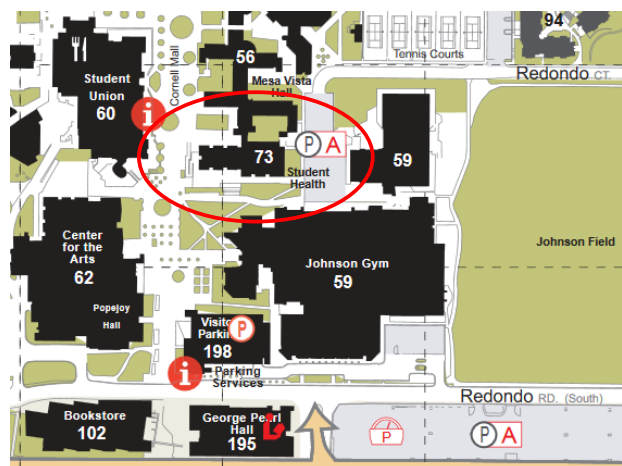 94
Tennis Courts
Redondo CT.
56
Mesa Vista
Hall
Student
Union
60
Cornell Mall
i
P A
73
Student
Health
59
Center
for the
Arts
62
Popejoy
Hall
Johnson Gym
59
Johnson Field
Visitor
Parking
P
198
i
Parking
Services
Redondo RD. (South)
Bookstore
102
George Pearl
Hall
195
P
P A